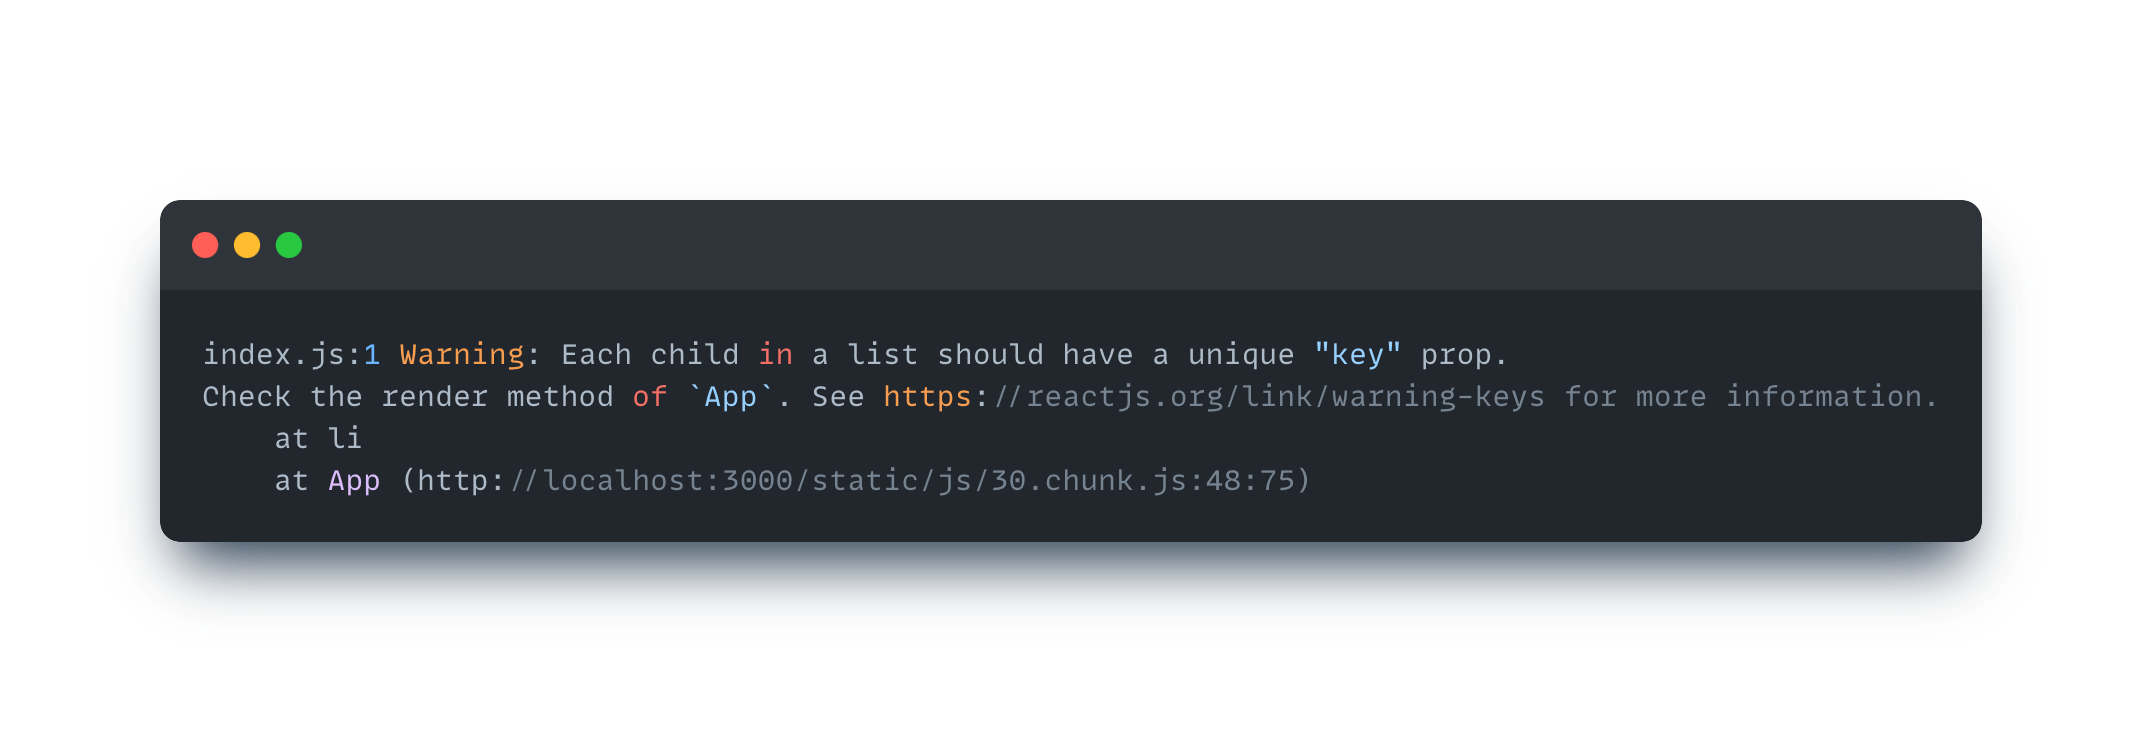 index.js:1 Warning: Each child in a list should have a unique "key" prop.
Check the render method of `App`. See https://reactjs.org/link/warning-keys for more information.
    at li
    at App (http://localhost:3000/static/js/30.chunk.js:48:75)